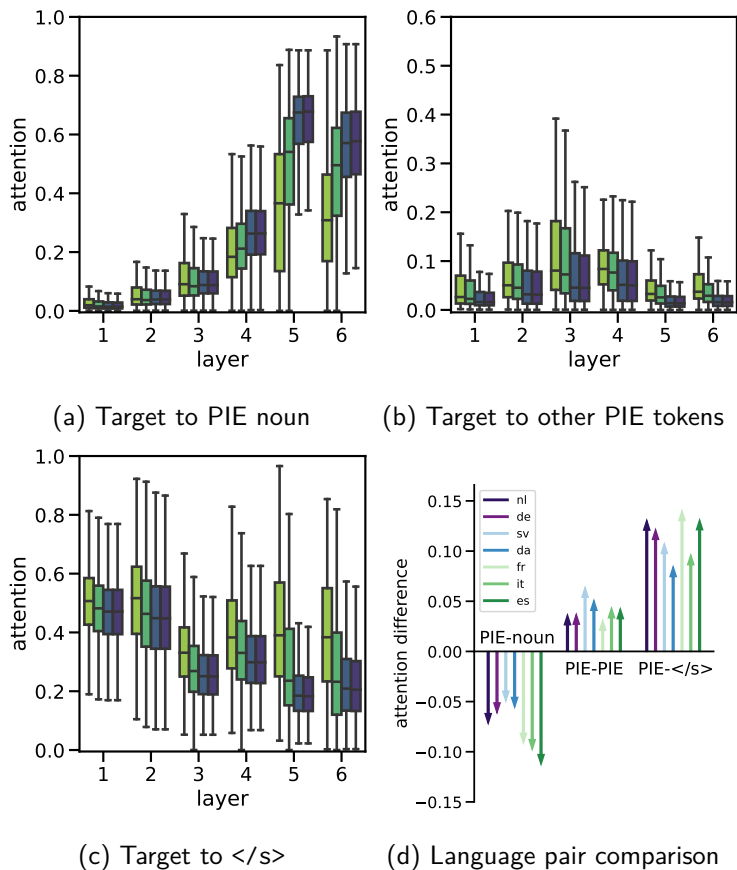 1.0
0.8
0.6
0.4
0.2
0.0
attention
1 2 3 4 5 6
layer
(a) Target to PIE noun
0.6
0.5
0.4
0.3
0.2
0.1
0.0
attention
1 2 3 4 5 6
layer
(b) Target to other PIE tokens
1.0
0.8
0.6
0.4
0.2
0.0
attention
1 2 3 4 5 6
layer
(c) Target to </s>
0.15
0.10
0.05
0.00
−0.05
−0.10
−0.15
attention difference
nl
de
sv
da
fr
it
es
PIE-noun
PIE-PIE
PIE-</s>
(d) Language pair comparison